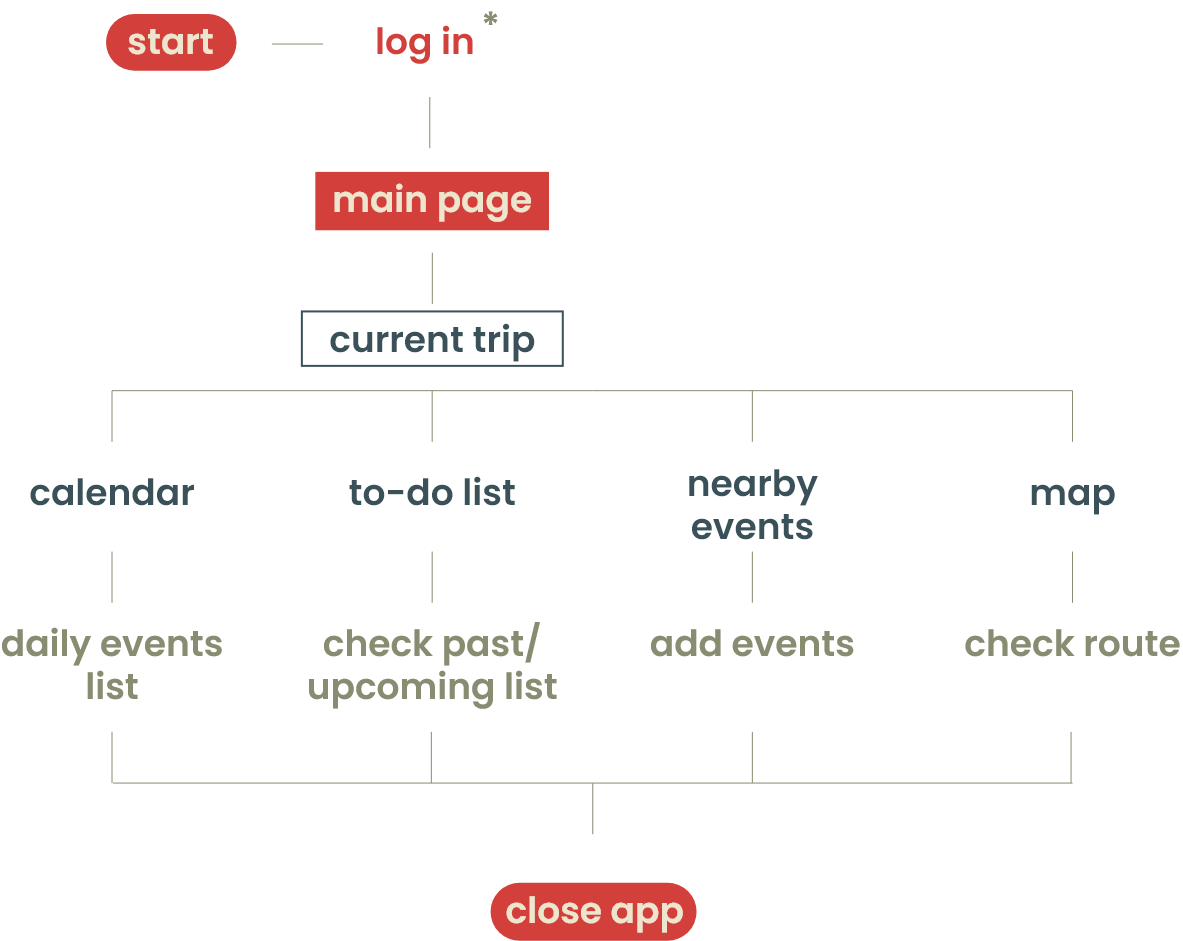 start
log in *
main page
current trip
calendar
to-do list
nearby
events
map
daily events
list
check past/
upcoming list
add events
check route
close app